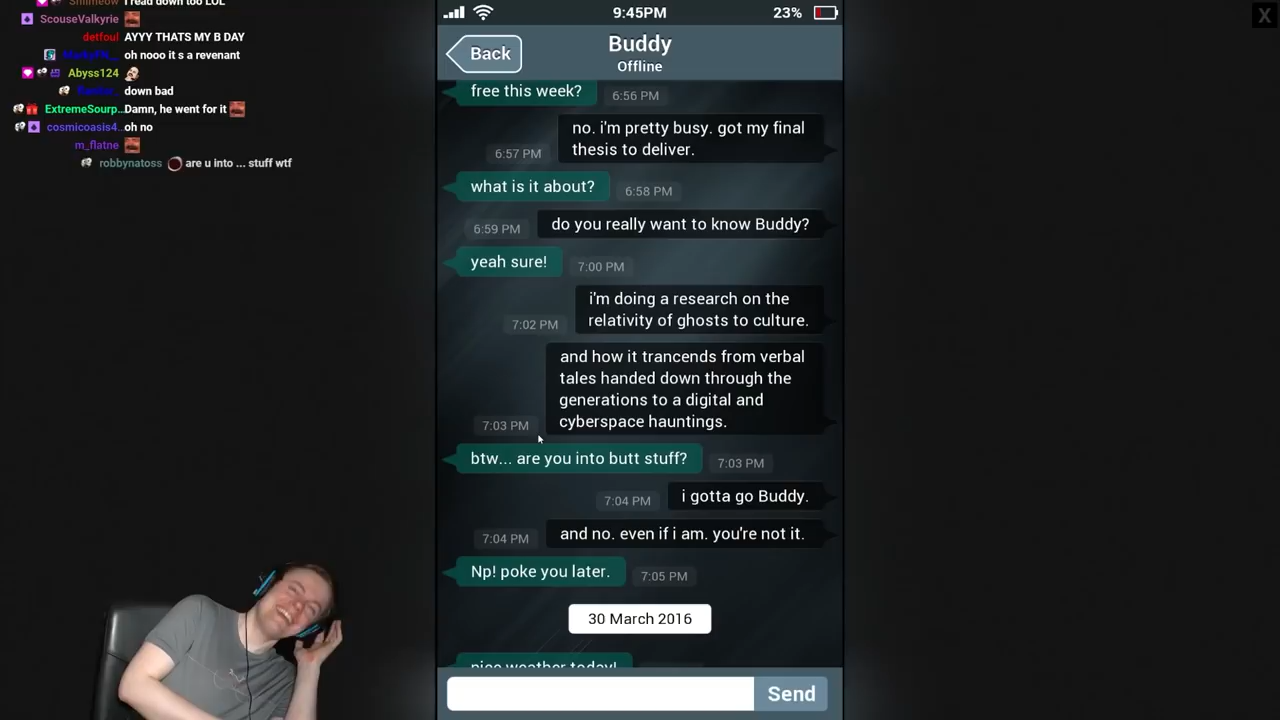 I read down too LOL
ScouseValkyrie
detfoul AYYY THATS MY B DAY
oh nooo it s a revenant
Abyss124
down bad
ExtremeSourp.. Damn, he went for it
cosmicoasis4.. oh no
m_flatne
robbynatoss are u into ... stuff wtf
9:45PM
23%
X
Back
Buddy
Offline
free this week?
6:56 PM
no. i'm pretty busy. got my final
thesis to deliver.
6:57 PM
what is it about?
6:58 PM
do you really want to know Buddy?
6:59 PM
yeah sure!
7:00 PM
i'm doing a research on the
relativity of ghosts to culture.
7:02 PM
and how it trancends from verbal
tales handed down through the
generations to a digital and
cyberspace hauntings.
7:03 PM
btw... are you into butt stuff?
7:03 PM
i gotta go Buddy.
7:04 PM
and no. even if i am. you're not it.
7:04 PM
Np! poke you later.
7:05 PM
30 March 2016
nice weather today!
Send